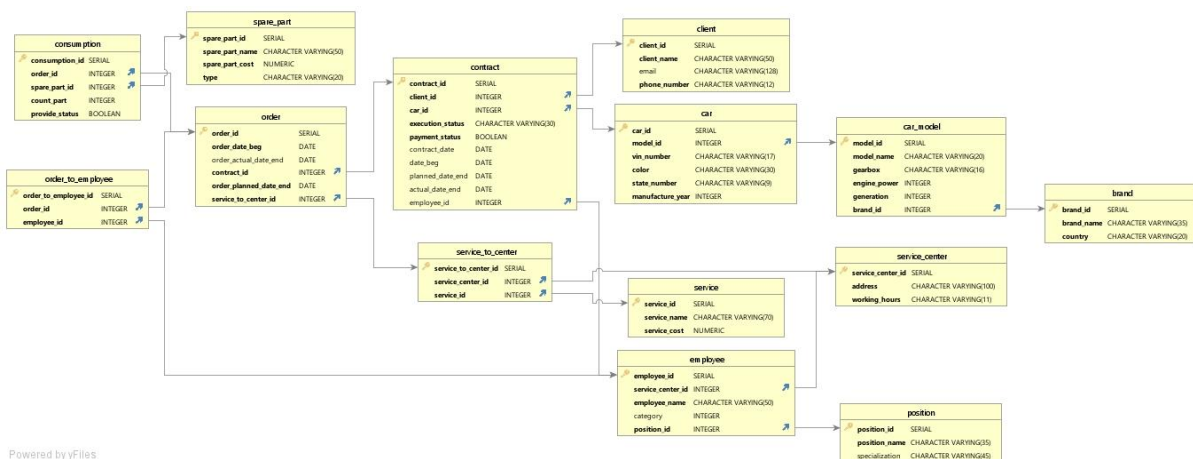 spare_part
spare_part_id SERIAL
spare_part_name CHARACTER VARYING(50)
spare_part_cost NUMERIC
type CHARACTER VARYING(20)
consumption
consumption_id SERIAL
order_id INTEGER
spare_part_id INTEGER
count_part INTEGER
provide_status BOOLEAN
order
order_id SERIAL
order_date_beg DATE
order_actual_date_end DATE
contract_id INTEGER
order_planned_date_end DATE
service_to_center_id INTEGER
order_to_employee
order_to_employee_id SERIAL
order_id INTEGER
employee_id INTEGER
contract
contract_id SERIAL
client_id INTEGER
car_id INTEGER
execution_status CHARACTER VARYING(30)
payment_status BOOLEAN
contract_date DATE
date_beg DATE
planned_date_end DATE
actual_date_end DATE
employee_id INTEGER
client
client_id SERIAL
client_name CHARACTER VARYING(50)
email CHARACTER VARYING(128)
phone_number CHARACTER VARYING(12)
car
car_id SERIAL
model_id INTEGER
vin_number CHARACTER VARYING(17)
color CHARACTER VARYING(30)
state_number CHARACTER VARYING(9)
manufacture_year INTEGER
car_model
model_id SERIAL
model_name CHARACTER VARYING(20)
gearbox CHARACTER VARYING(16)
engine_power INTEGER
generation INTEGER
brand_id INTEGER
brand
brand_id SERIAL
brand_name CHARACTER VARYING(35)
country CHARACTER VARYING(20)
service_to_center
service_to_center_id SERIAL
service_center_id INTEGER
service_id INTEGER
service_center
service_center_id SERIAL
address CHARACTER VARYING(100)
working_hours CHARACTER VARYING(11)
service
service_id SERIAL
service_name CHARACTER VARYING(70)
service_cost NUMERIC
employee
employee_id SERIAL
service_center_id INTEGER
employee_name CHARACTER VARYING(50)
category INTEGER
position_id INTEGER
position
position_id SERIAL
position_name CHARACTER VARYING(35)
specialization CHARACTER VARYING(45)
Powered by yFiles